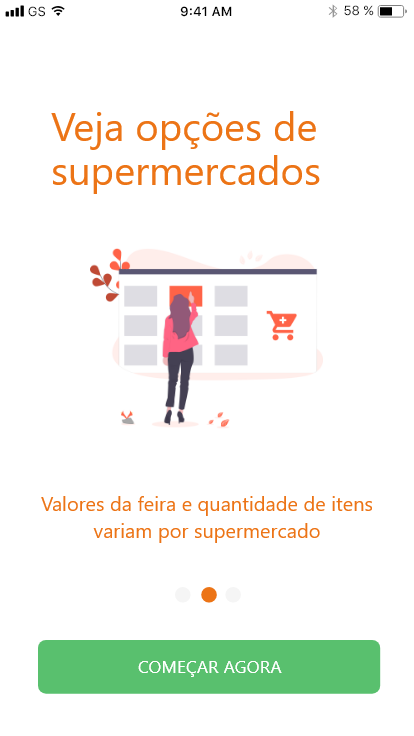 GS 9:41 AM 58 %
Veja opções de
supermercados
Valores da feira e quantidade de itens
variam por supermercado
COMEÇAR AGORA